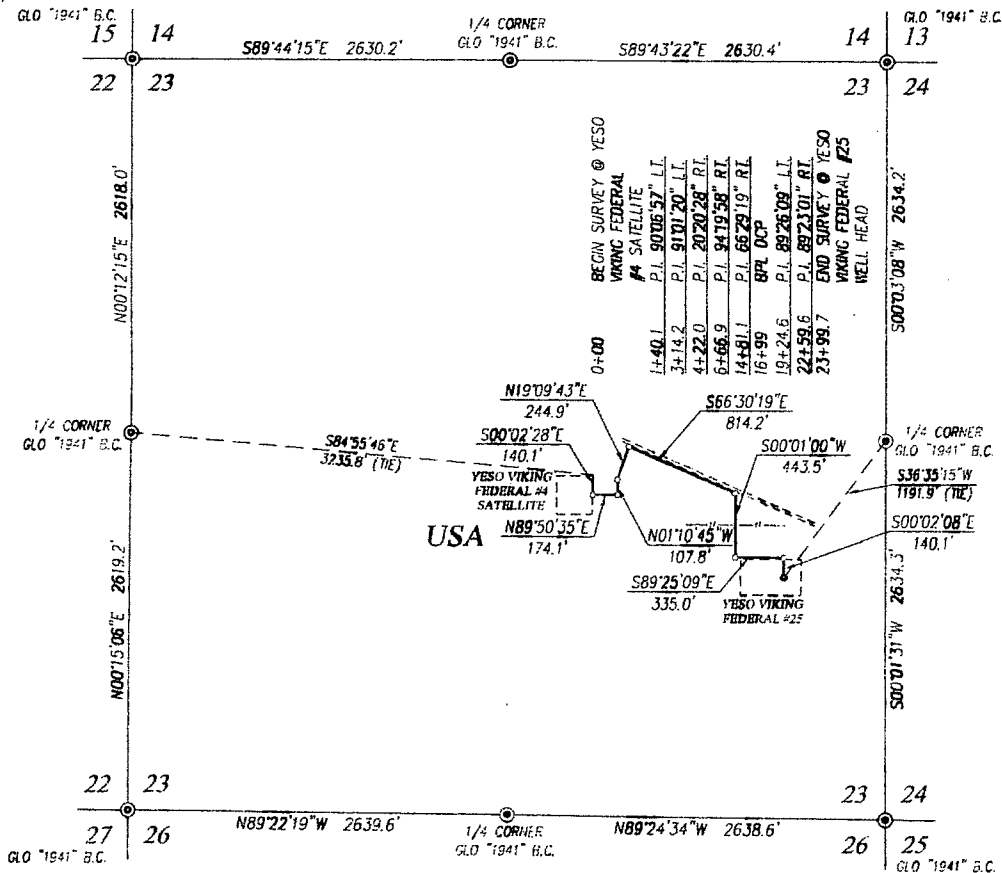 GLO "1941" B.C.
15 14
22 23
S89°44'15"E 2630.2'
1/4 CORNER
GLO "1941" B.C.
S89°43'22"E 2630.4'
GLO "1941" B.C.
14 13
23 24
N00°12'15"E 2618.0'
S00°03'08"W 2634.2'
0+00 BEGIN SURVEY @ YESO
VIKING FEDERAL
#4 SATELLITE
1+40.1 P.I. 90°06'57" LT.
3+14.2 P.I. 91°01'20" LT.
4+22.0 P.I. 20°20'28" RT.
6+66.9 P.I. 94°19'58" RT.
14+81.1 P.I. 66°29'19" RT.
16+99 BPL DCP
19+24.6 P.I. 89°26'09" LT.
22+59.6 P.I. 89°23'01" RT.
23+99.7 END SURVEY @ YESO
VIKING FEDERAL #25
WELL HEAD
1/4 CORNER
GLO "1941" B.C.
S84°55'46"E
3235.8' (TIE)
N19°09'43"E
244.9'
S00°02'28"E
140.1'
YESO VIKING
FEDERAL #4
SATELLITE
USA
N89°50'35"E
174.1'
N01°10'45"W
107.8'
S66°30'19"E
814.2'
S00°01'00"W
443.5'
S89°25'09"E
335.0'
YESO VIKING
FEDERAL #25
1/4 CORNER
GLO "1941" B.C.
S36°35'15"W
1191.9' (TIE)
S00°02'08"E
140.1'
N00°15'06"E 2619.2'
S00°01'31"W 2634.3'
22 23
27 26
GLO "1941" B.C.
N89°22'19"W 2639.6'
1/4 CORNER
GLO "1941" B.C.
N89°24'34"W 2638.6'
23 24
26 25
GLO "1941" B.C.